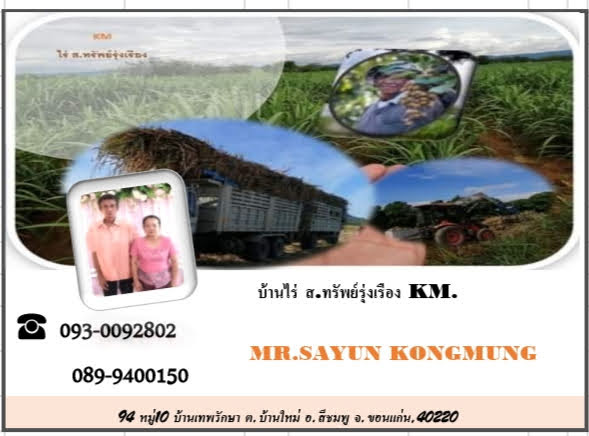 KM
ไร่ ส.ทรัพย์รุ่งเรือง
บ้านไร่ ส.ทรัพย์รุ่งเรือง KM.
093-0092802
MR.SAYUN KONGMUNG
089-9400150
94 หมู่10 บ้านเทพรักษา ต.บ้านใหม่ อ.สีชมพู จ.ขอนแก่น,40220